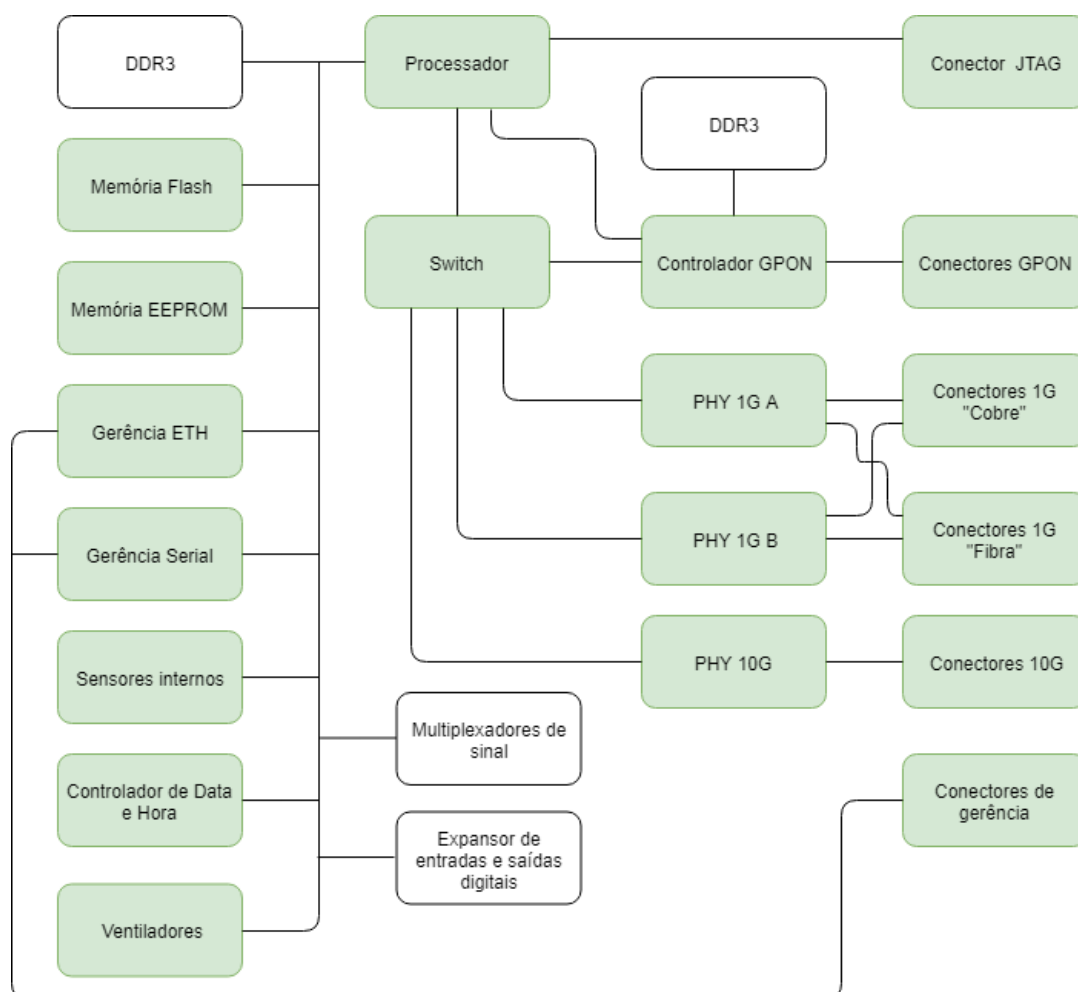 DDR3
Processador
Conector JTAG
DDR3
Memória Flash
Switch
Controlador GPON
Conectores GPON
Memória EEPROM
PHY 1G A
Conectores 1G
"Cobre"
Gerência ETH
PHY 1G B
Conectores 1G
"Fibra"
Gerência Serial
Sensores internos
PHY 10G
Conectores 10G
Multiplexadores de
sinal
Controlador de Data
e Hora
Conectores de
gerência
Expansor de
entradas e saídas
digitais
Ventiladores